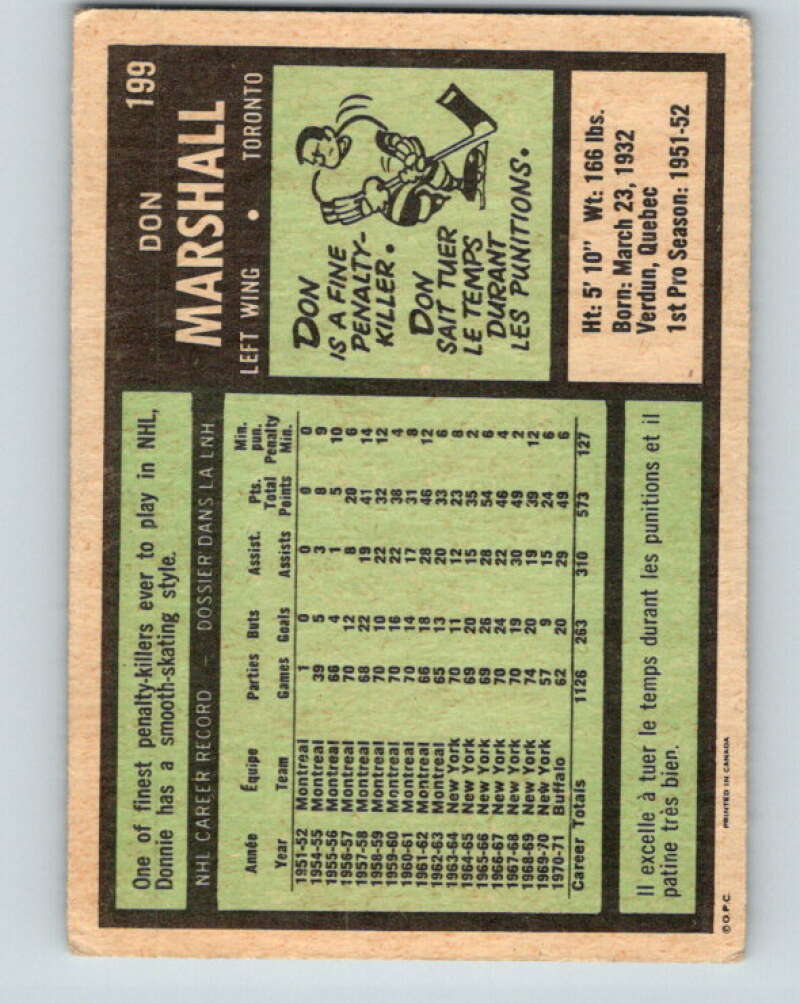 DON 199
MARSHALL
LEFT WING • TORONTO
One of finest penalty-killers ever to play in NHL,
Donnie has a smooth-skating style.
NHL CAREER RECORD — DOSSIER DANS LA LNH
Année Équipe Parties Buts Assist. Pts. Total Min. pun.
Year Team Games Goals Assists Points Penalty Min.
1951-52 Montreal 1 0 0 0 0
1954-55 Montreal 39 5 3 8 9
1955-56 Montreal 66 4 1 5 10
1956-57 Montreal 70 12 8 20 6
1957-58 Montreal 68 22 19 41 14
1958-59 Montreal 70 10 22 32 12
1959-60 Montreal 70 16 22 38 4
1960-61 Montreal 70 14 17 31 8
1961-62 Montreal 66 18 28 46 12
1962-63 Montreal 65 13 20 33 6
1963-64 New York 70 11 12 23 8
1964-65 New York 69 20 15 35 2
1965-66 New York 69 26 28 54 6
1966-67 New York 70 24 22 46 4
1967-68 New York 70 19 30 49 2
1968-69 New York 74 20 19 39 12
1969-70 New York 57 9 15 24 6
1970-71 Buffalo 62 20 29 49 6
Career Totals 1126 263 310 573 127
Il excelle à tuer le temps durant les punitions et il
patine très bien.
DON
IS A FINE
PENALTY-
KILLER.
DON
SAIT TUER
LE TEMPS
DURANT
LES PUNITIONS.
Ht: 5' 10" Wt: 166 lbs.
Born: March 23, 1932
Verdun, Quebec
1st Pro Season: 1951-52
© O.P.C. PRINTED IN CANADA